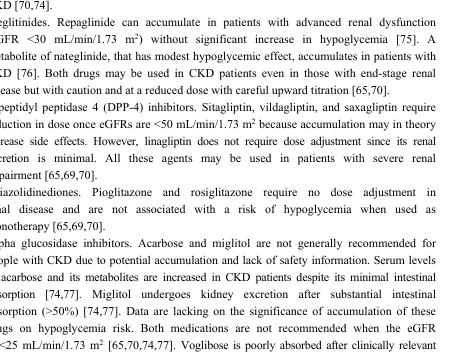 KD [70,74].
eglitinides. Repaglinide can accumulate in patients with advanced renal dysfunction
GFR <30 mL/min/1.73 m²) without significant increase in hypoglycemia [75]. A
etabolite of nateglinide, that has modest hypoglycemic effect, accumulates in patients with
KD [76]. Both drugs may be used in CKD patients even in those with end-stage renal
ease but with caution and at a reduced dose with careful upward titration [65,70].
peptidyl peptidase 4 (DPP-4) inhibitors. Sitagliptin, vildagliptin, and saxagliptin require
duction in dose once eGFRs are <50 mL/min/1.73 m² because accumulation may in theory
crease side effects. However, linagliptin does not require dose adjustment since its renal
cretion is minimal. All these agents may be used in patients with severe renal
pairment [65,69,70].
iazolidinediones. Pioglitazone and rosiglitazone require no dose adjustment in
nal disease and are not associated with a risk of hypoglycemia when used as
onotherapy [65,69,70].
pha glucosidase inhibitors. Acarbose and miglitol are not generally recommended for
ople with CKD due to potential accumulation and lack of safety information. Serum levels
acarbose and its metabolites are increased in CKD patients despite its minimal intestinal
sorption [74,77]. Miglitol undergoes kidney excretion after substantial intestinal
sorption (>50%) [74,77]. Data are lacking on the significance of accumulation of these
ugs on hypoglycemia risk. Both medications are not recommended when the eGFR
<25 mL/min/1.73 m² [65,70,74,77]. Voglibose is poorly absorbed after clinically relevant